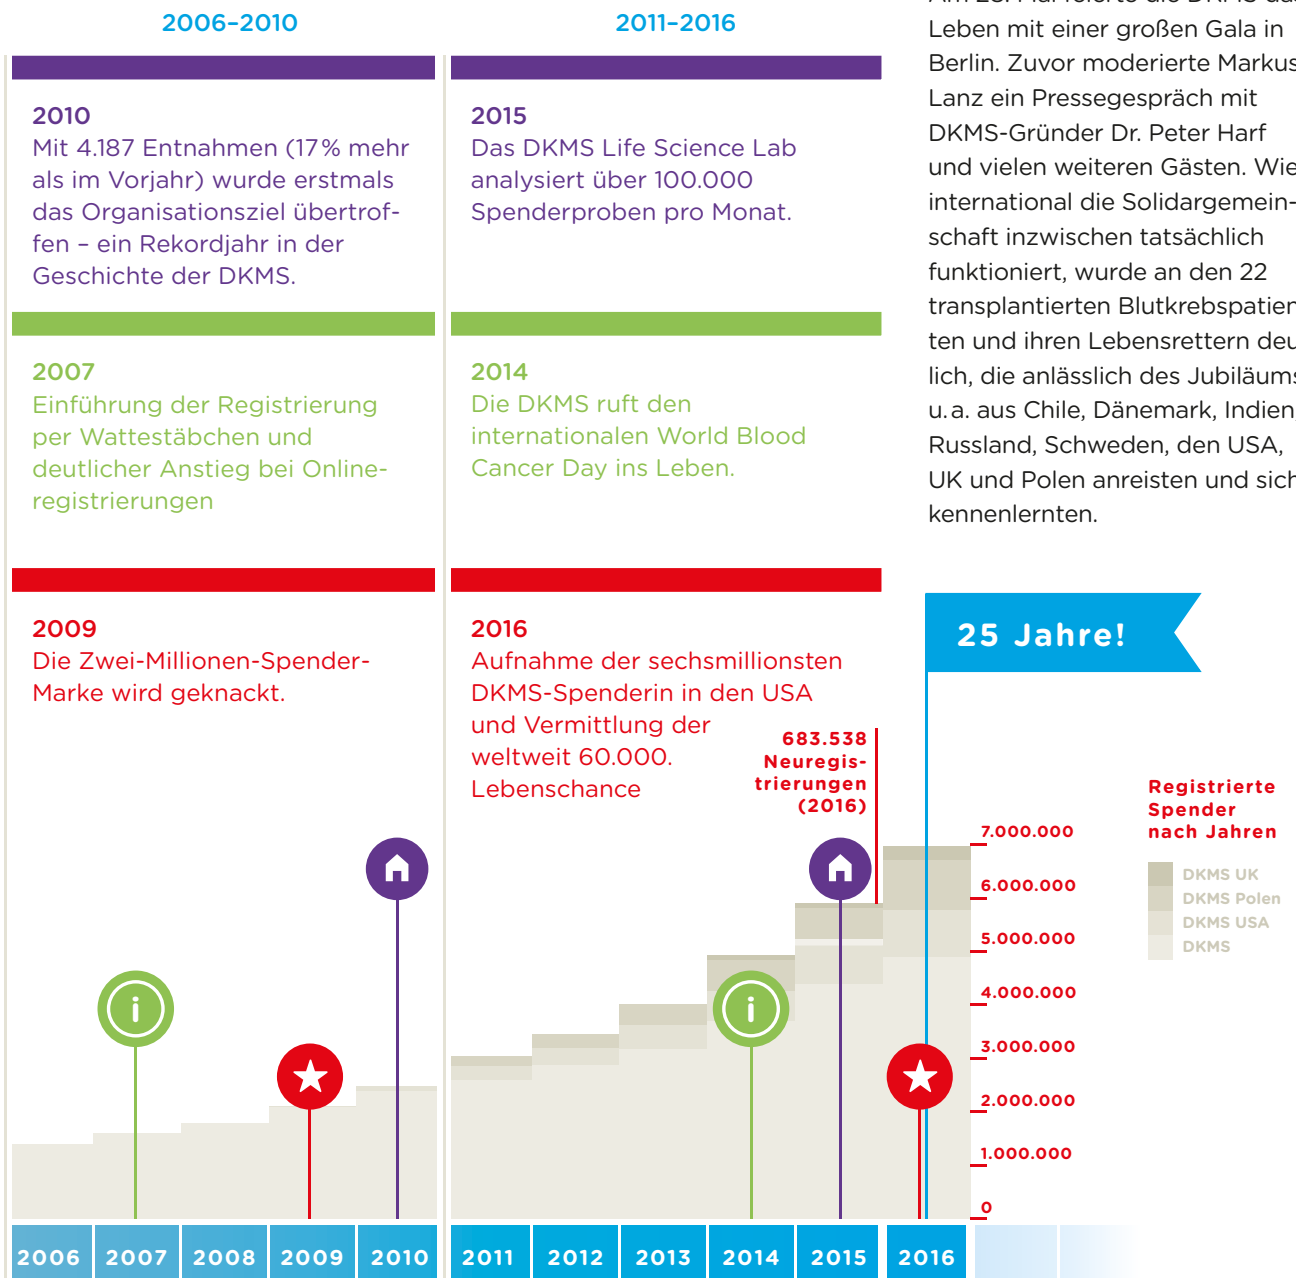 2006–2010
2010
Mit 4.187 Entnahmen (17 % mehr
als im Vorjahr) wurde erstmals
das Organisationsziel übertrof-
fen – ein Rekordjahr in der
Geschichte der DKMS.
2007
Einführung der Registrierung
per Wattestäbchen und
deutlicher Anstieg bei Online-
registrierungen
2009
Die Zwei-Millionen-Spender-
Marke wird geknackt.
2011–2016
2015
Das DKMS Life Science Lab
analysiert über 100.000
Spenderproben pro Monat.
2014
Die DKMS ruft den
internationalen World Blood
Cancer Day ins Leben.
2016
Aufnahme der sechsmillionsten
DKMS-Spenderin in den USA
und Vermittlung der
weltweit 60.000.
Lebenschance
683.538
Neuregis-
trierungen
(2016)
Leben mit einer großen Gala in
Berlin. Zuvor moderierte Markus
Lanz ein Pressegespräch mit
DKMS-Gründer Dr. Peter Harf
und vielen weiteren Gästen. Wie
international die Solidargemein-
schaft inzwischen tatsächlich
funktioniert, wurde an den 22
transplantierten Blutkrebspatien
ten und ihren Lebensrettern deu
lich, die anlässlich des Jubiläums
u. a. aus Chile, Dänemark, Indien,
Russland, Schweden, den USA,
UK und Polen anreisten und sich
kennenlernten.
25 Jahre!
Registrierte
Spender
nach Jahren
DKMS UK
DKMS Polen
DKMS USA
DKMS
7.000.000
6.000.000
5.000.000
4.000.000
3.000.000
2.000.000
1.000.000
0
2006 2007 2008 2009 2010 2011 2012 2013 2014 2015 2016